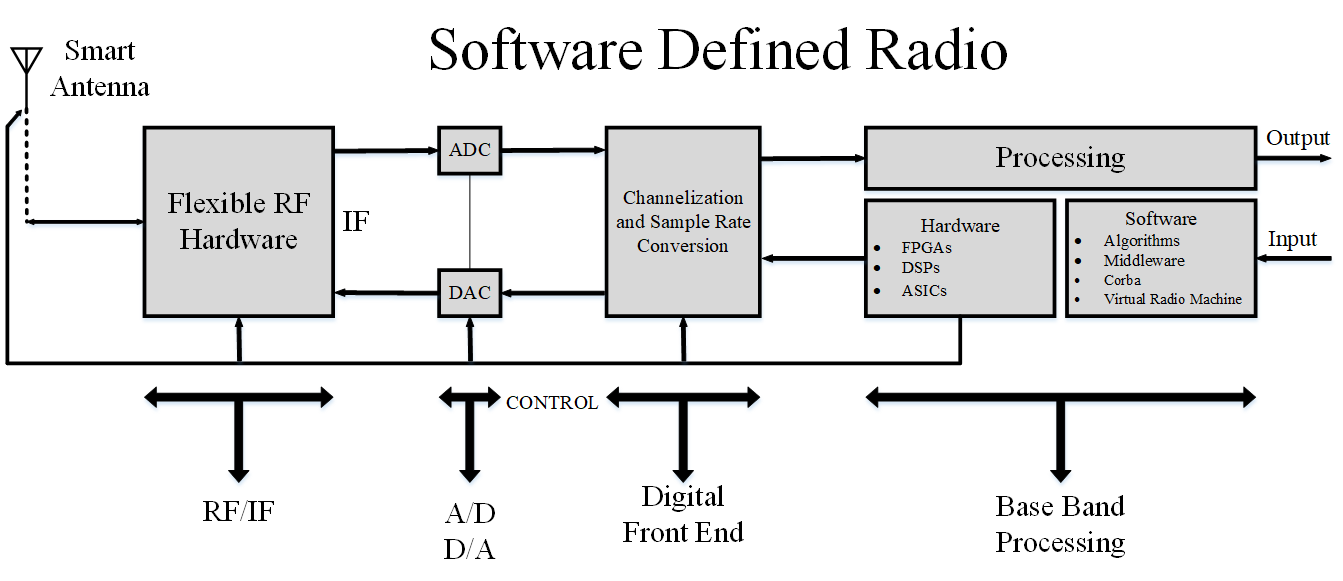 Software Defined Radio
Smart
Antenna
Flexible RF
Hardware
IF
ADC
DAC
Channelization
and Sample Rate
Conversion
Processing
Output
Hardware
FPGAs
DSPs
ASICs
Software
Algorithms
Middleware
Corba
Virtual Radio Machine
Input
CONTROL
RF/IF
A/D
D/A
Digital
Front End
Base Band
Processing